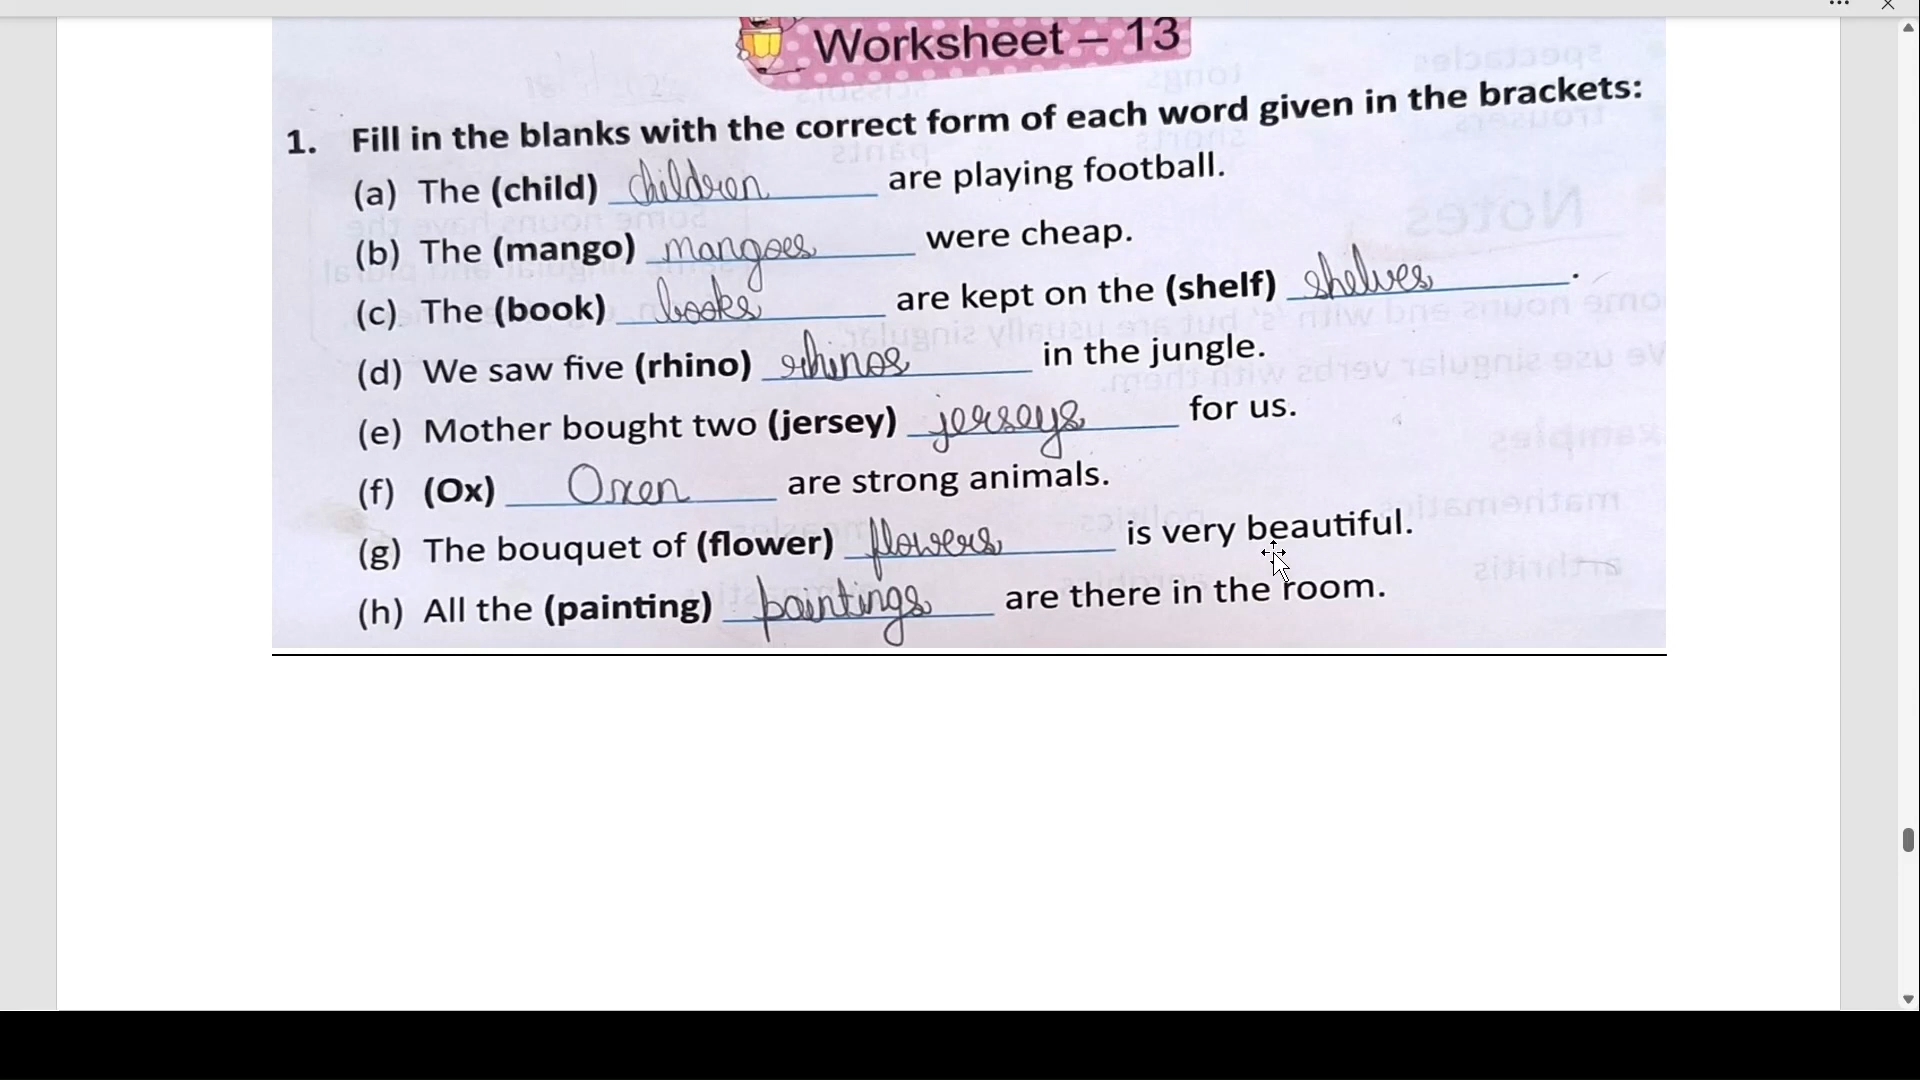 Worksheet – 13
1. Fill in the blanks with the correct form of each word given in the brackets:
(a) The (child) children are playing football.
(b) The (mango) mangoes were cheap.
(c) The (book) books are kept on the (shelf) shelves.
(d) We saw five (rhino) rhinos in the jungle.
(e) Mother bought two (jersey) jerseys for us.
(f) (Ox) Oxen are strong animals.
(g) The bouquet of (flower) flowers is very beautiful.
(h) All the (painting) paintings are there in the room.